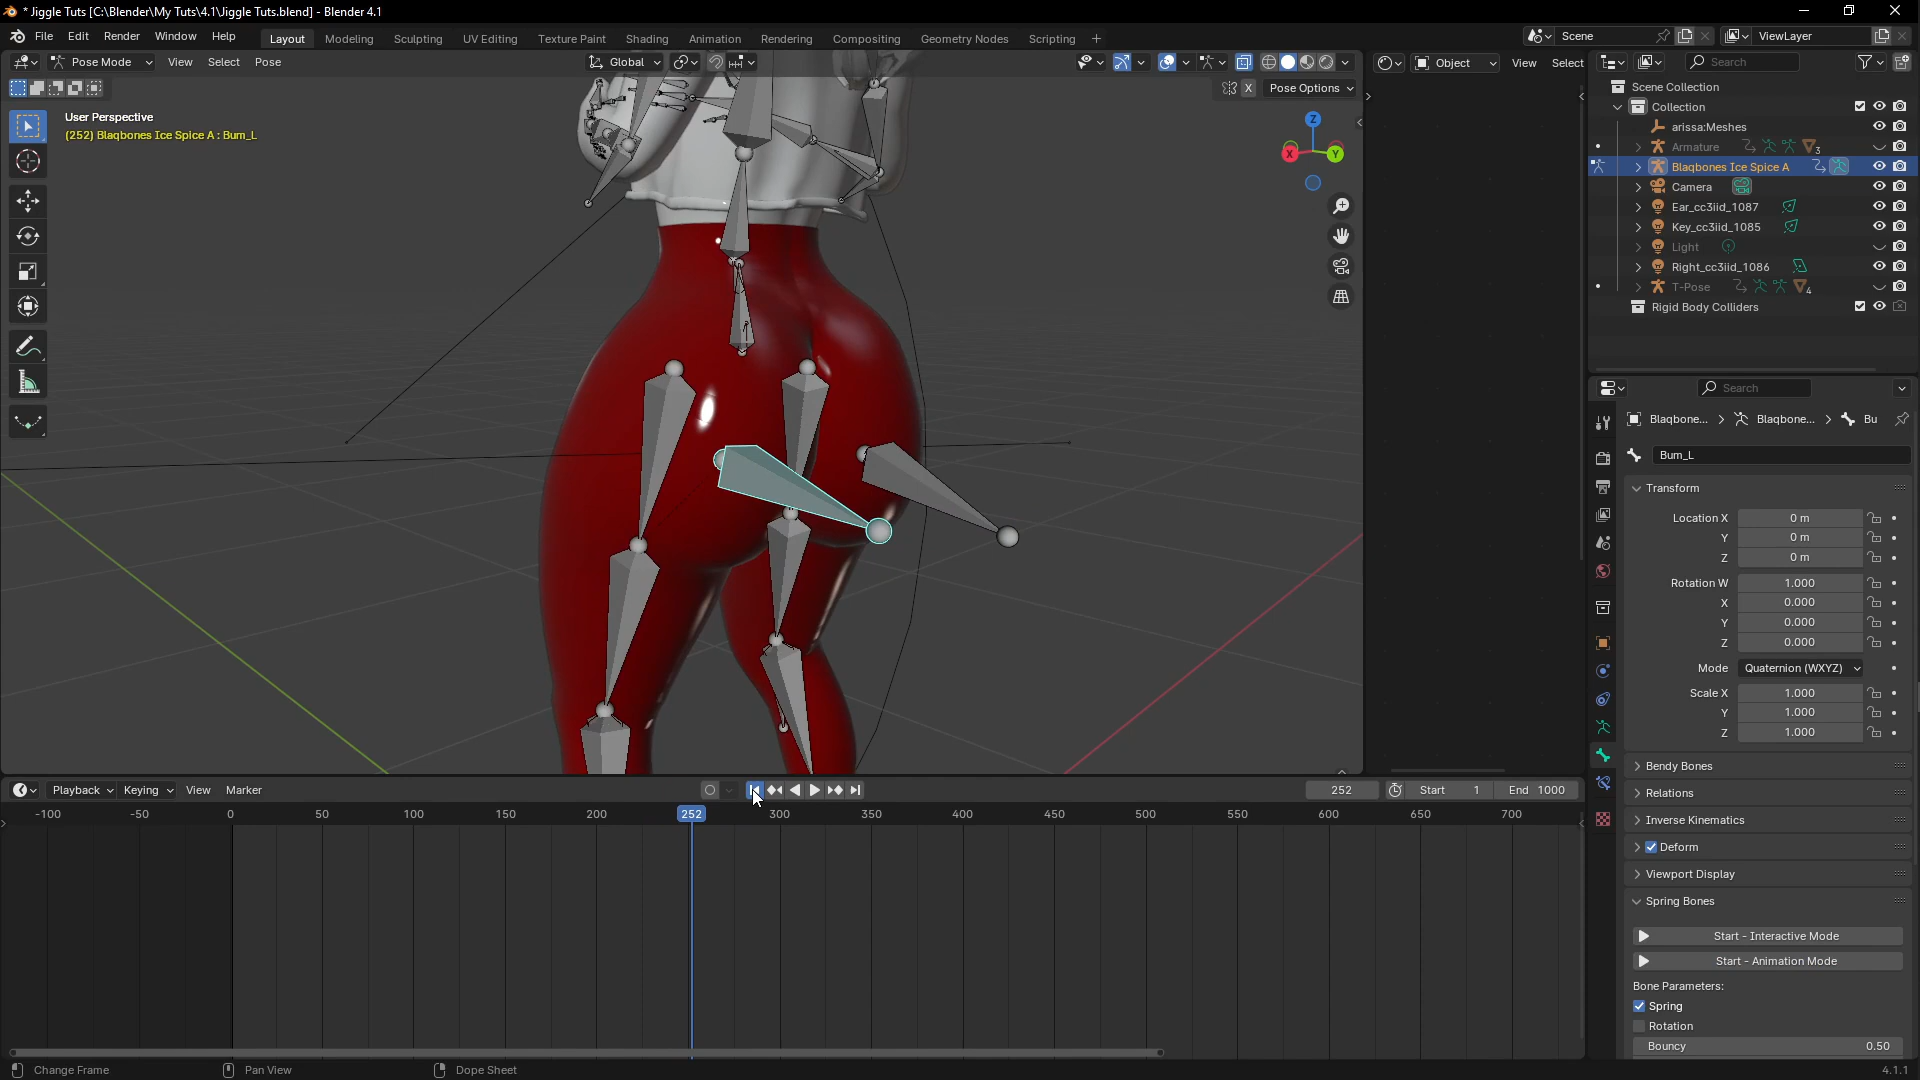 * Jiggle Tuts [C:\Blender\My Tuts\4.1\Jiggle Tuts.blend] - Blender 4.1
File Edit Render Window Help Layout Modeling Sculpting UV Editing Texture Paint Shading Animation Rendering Compositing Geometry Nodes Scripting + Scene ViewLayer
Pose Mode View Select Pose Global Object View Select Search
X Pose Options
User Perspective
(252) Blaqbones Ice Spice A : Bum_L
Z
X Y
Scene Collection
Collection
arissa:Meshes
Armature 3
Blaqbones Ice Spice A
Camera
Ear_cc3iid_1087
Key_cc3iid_1085
Light
Right_cc3iid_1086
T-Pose 4
Rigid Body Colliders
Search
Blaqbone... Blaqbone... Bu
Bum_L
Transform
Location X 0 m
Y 0 m
Z 0 m
Rotation W 1.000
X 0.000
Y 0.000
Z 0.000
Mode Quaternion (WXYZ)
Scale X 1.000
Y 1.000
Z 1.000
Bendy Bones
Relations
Inverse Kinematics
Deform
Viewport Display
Spring Bones
Start - Interactive Mode
Start - Animation Mode
Bone Parameters:
Spring
Rotation
Bouncy 0.50
Playback Keying View Marker 252 Start 1 End 1000
-100 -50 0 50 100 150 200 252 300 350 400 450 500 550 600 650 700
Change Frame Pan View Dope Sheet 4.1.1